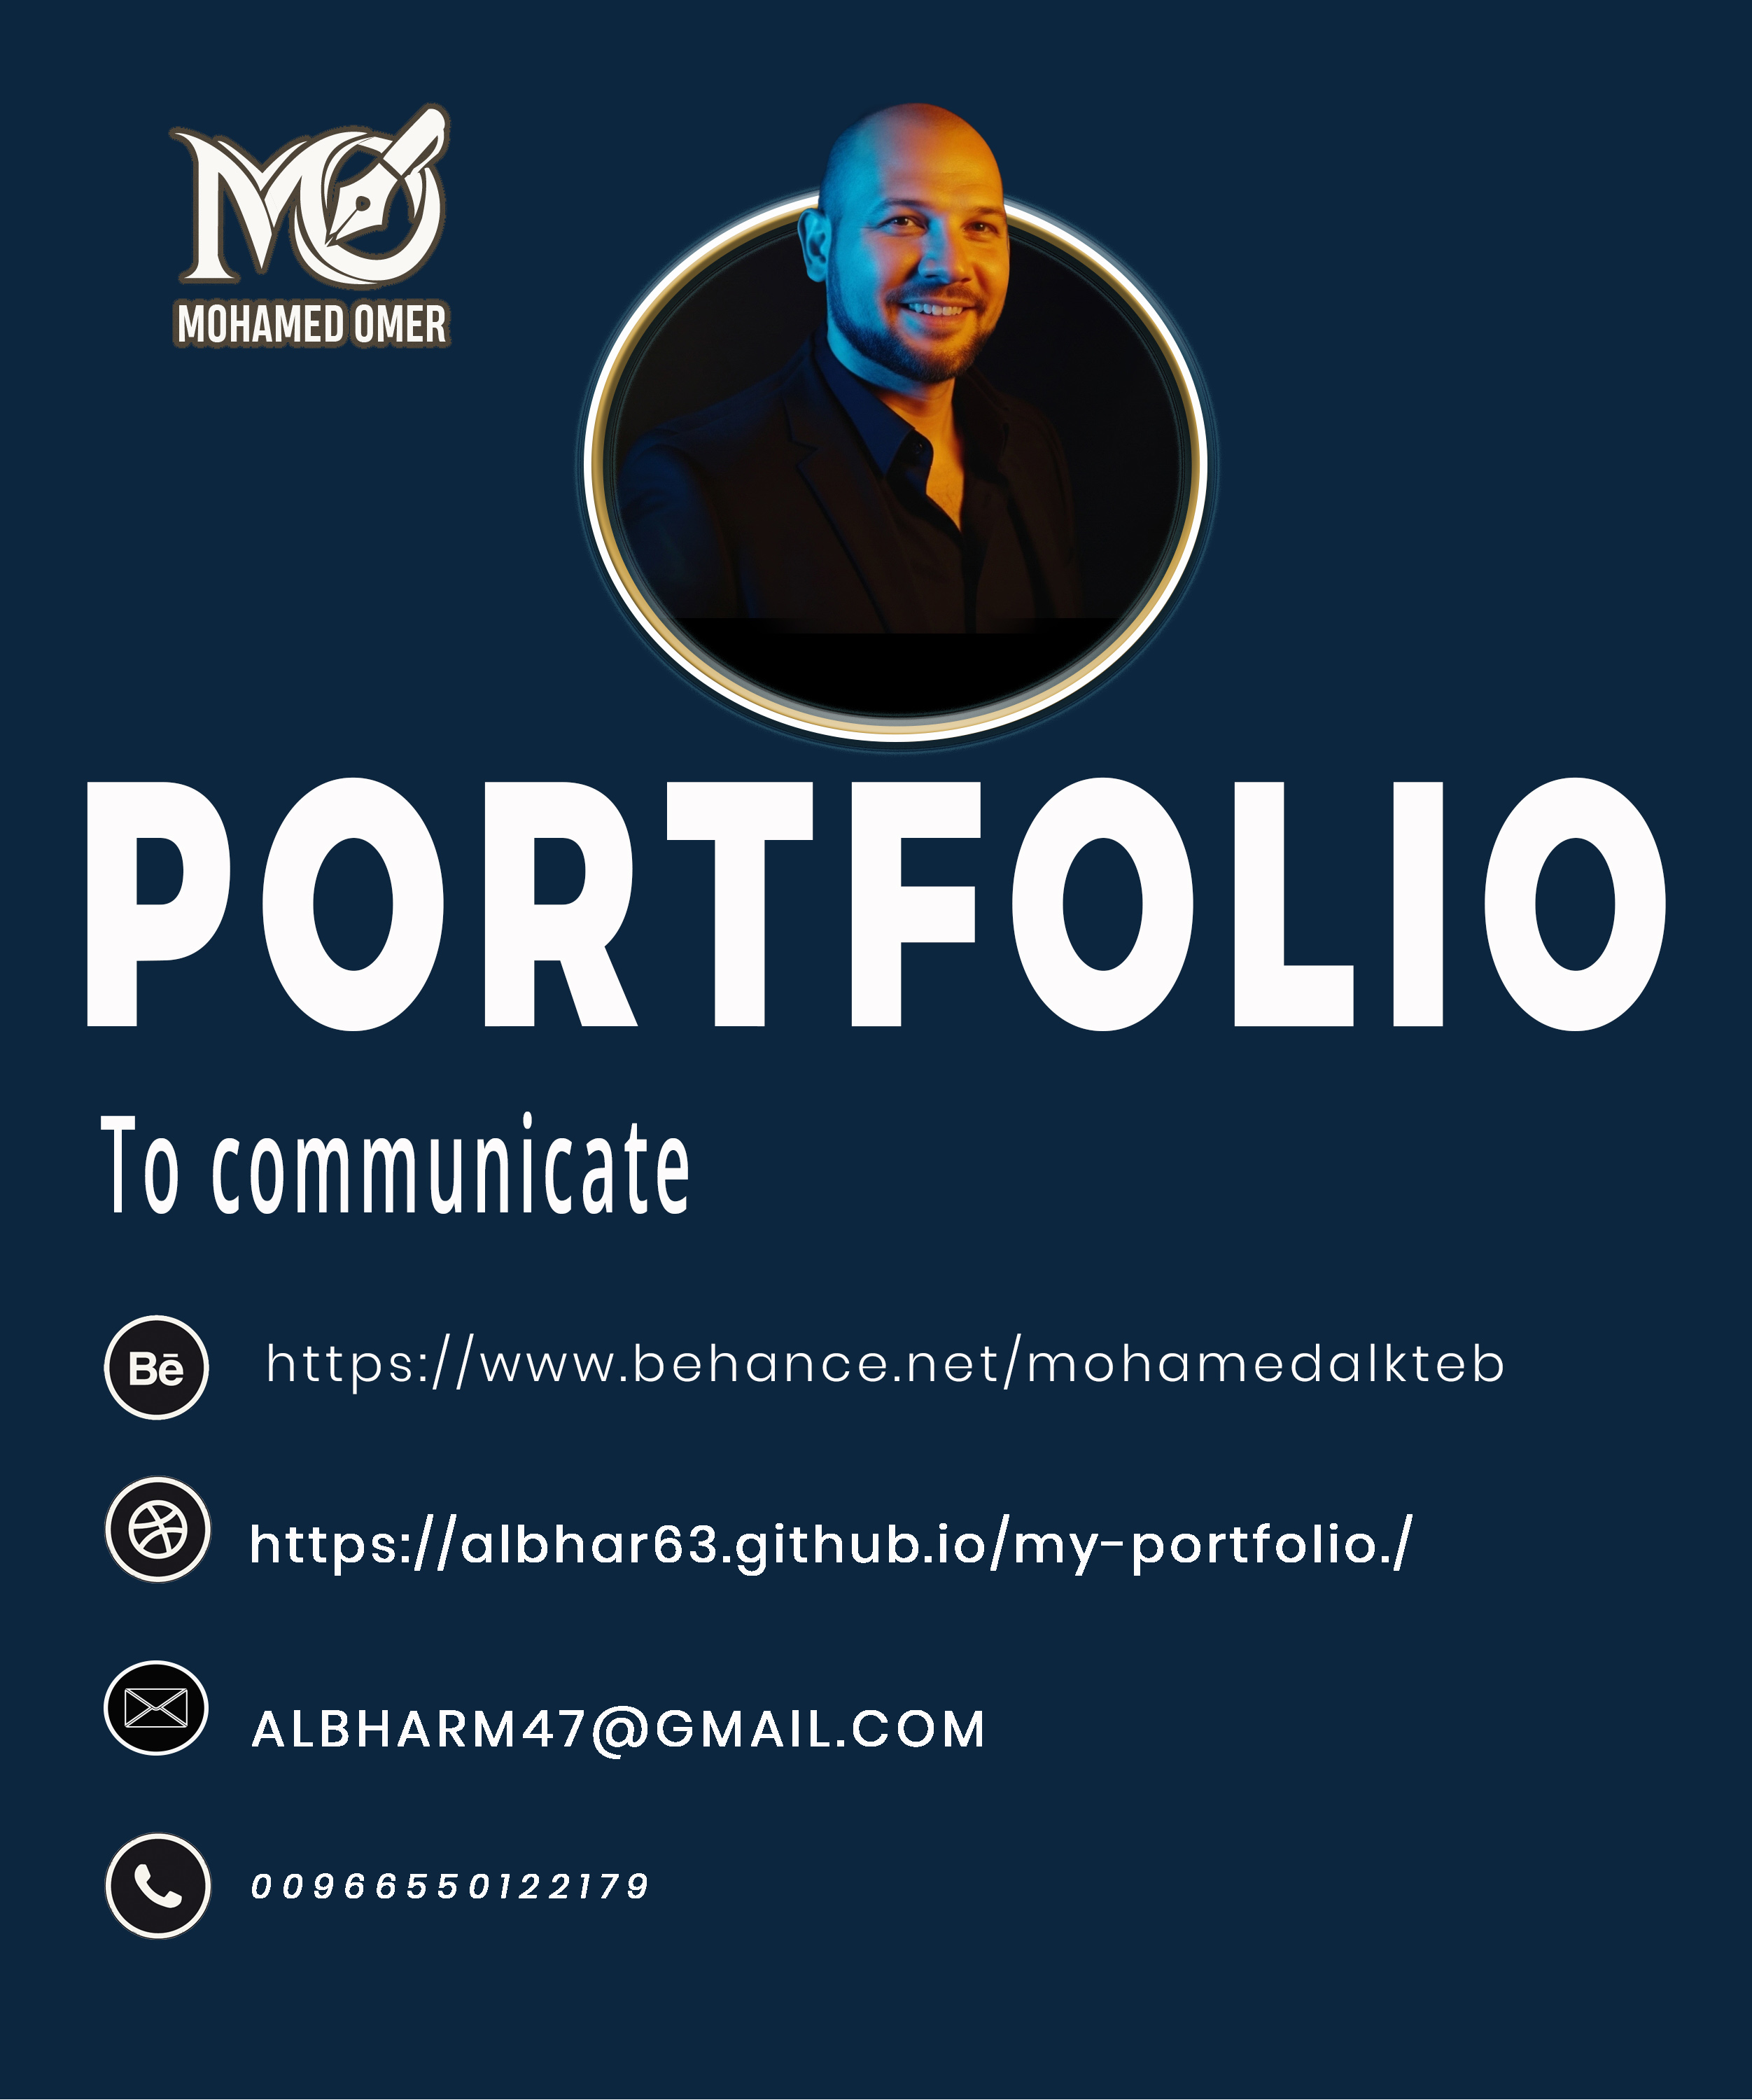 MO
MOHAMED OMER
PORTFOLIO
To communicate
Bē
https://www.behance.net/mohamedalkteb
https://albhar63.github.io/my-portfolio./
ALBHARM47@GMAIL.COM
00966550122179